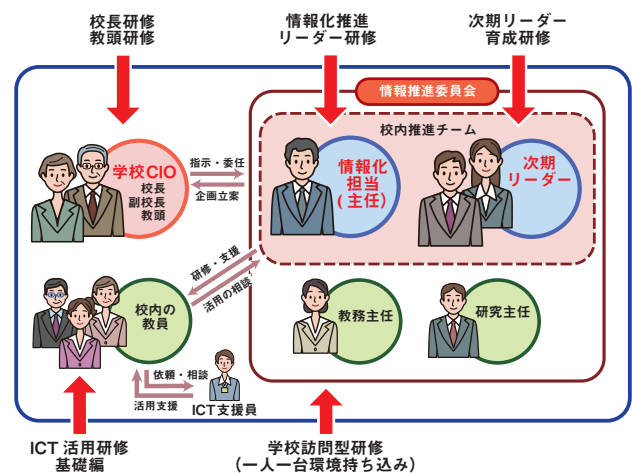 校長研修
教頭研修
情報化推進
リーダー研修
次期リーダー
育成研修
情報推進委員会
校内推進チーム
学校CIO
校長
副校長
教頭
指示・委任
企画立案
情報化
担当
(主任)
次期
リーダー
研修・支援
活用の相談
校内の
教員
教務主任
研究主任
依頼・相談
活用支援
ICT支援員
ICT 活用研修
基礎編
学校訪問型研修
(一人一台環境持ち込み)